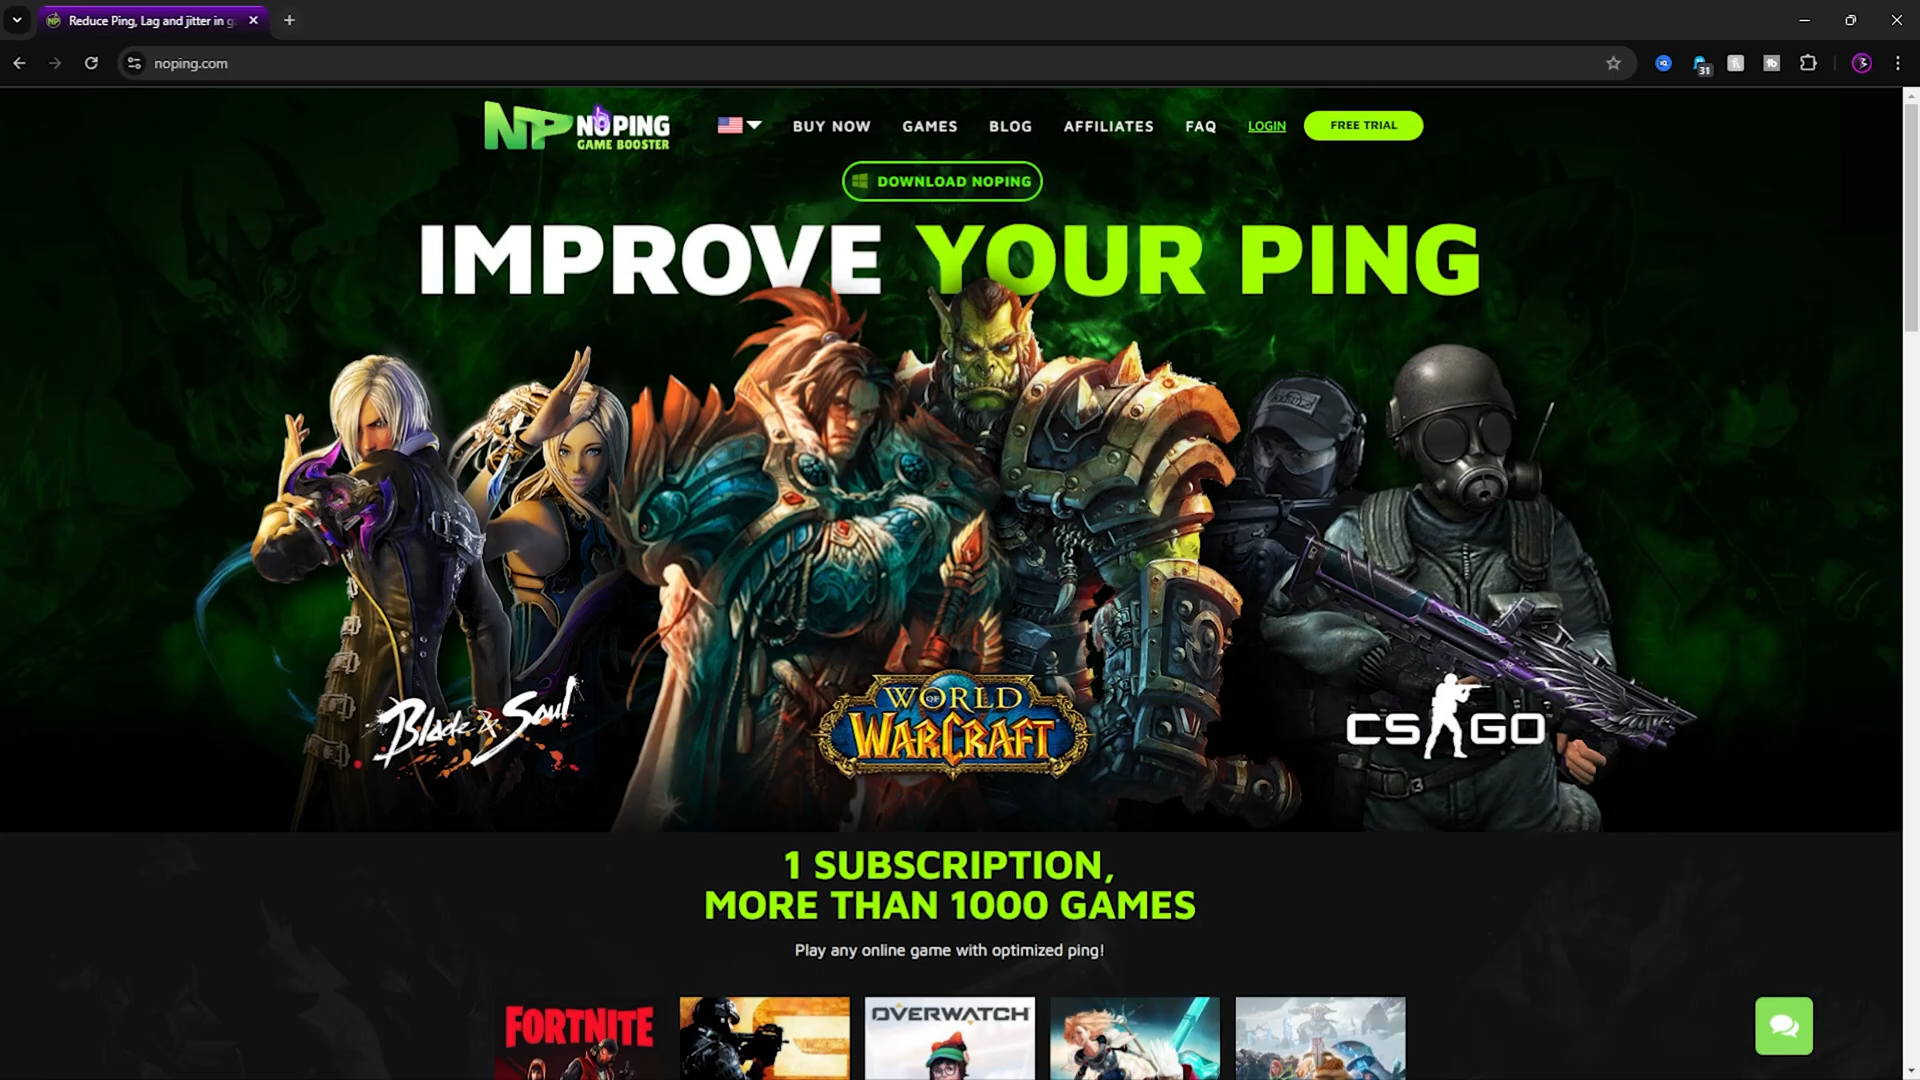 Reduce Ping, Lag and jitter in g
noping.com
31
NP NOPING
GAME BOOSTER
BUY NOW
GAMES
BLOG
AFFILIATES
FAQ
LOGIN
FREE TRIAL
DOWNLOAD NOPING
IMPROVE YOUR PING
Blade & Soul
WORLD
OF
WARCRAFT
CS GO
1 SUBSCRIPTION,
MORE THAN 1000 GAMES
Play any online game with optimized ping!
FORTNITE
OVERWATCH